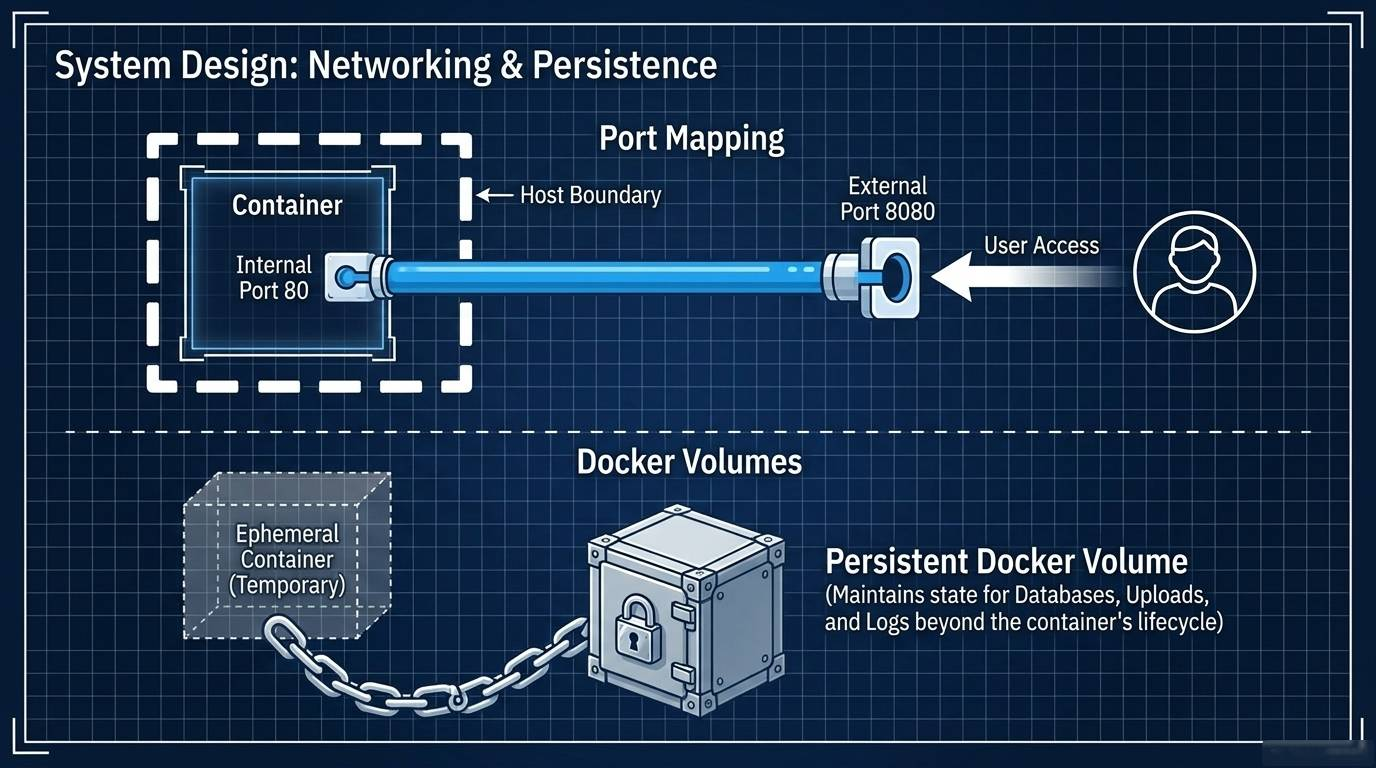 System Design: Networking & Persistence
Port Mapping
Container
Host Boundary
Internal
Port 80
External
Port 8080
User Access
Docker Volumes
Ephemeral
Container
(Temporary)
Persistent Docker Volume
(Maintains state for Databases, Uploads,
and Logs beyond the container's lifecycle)